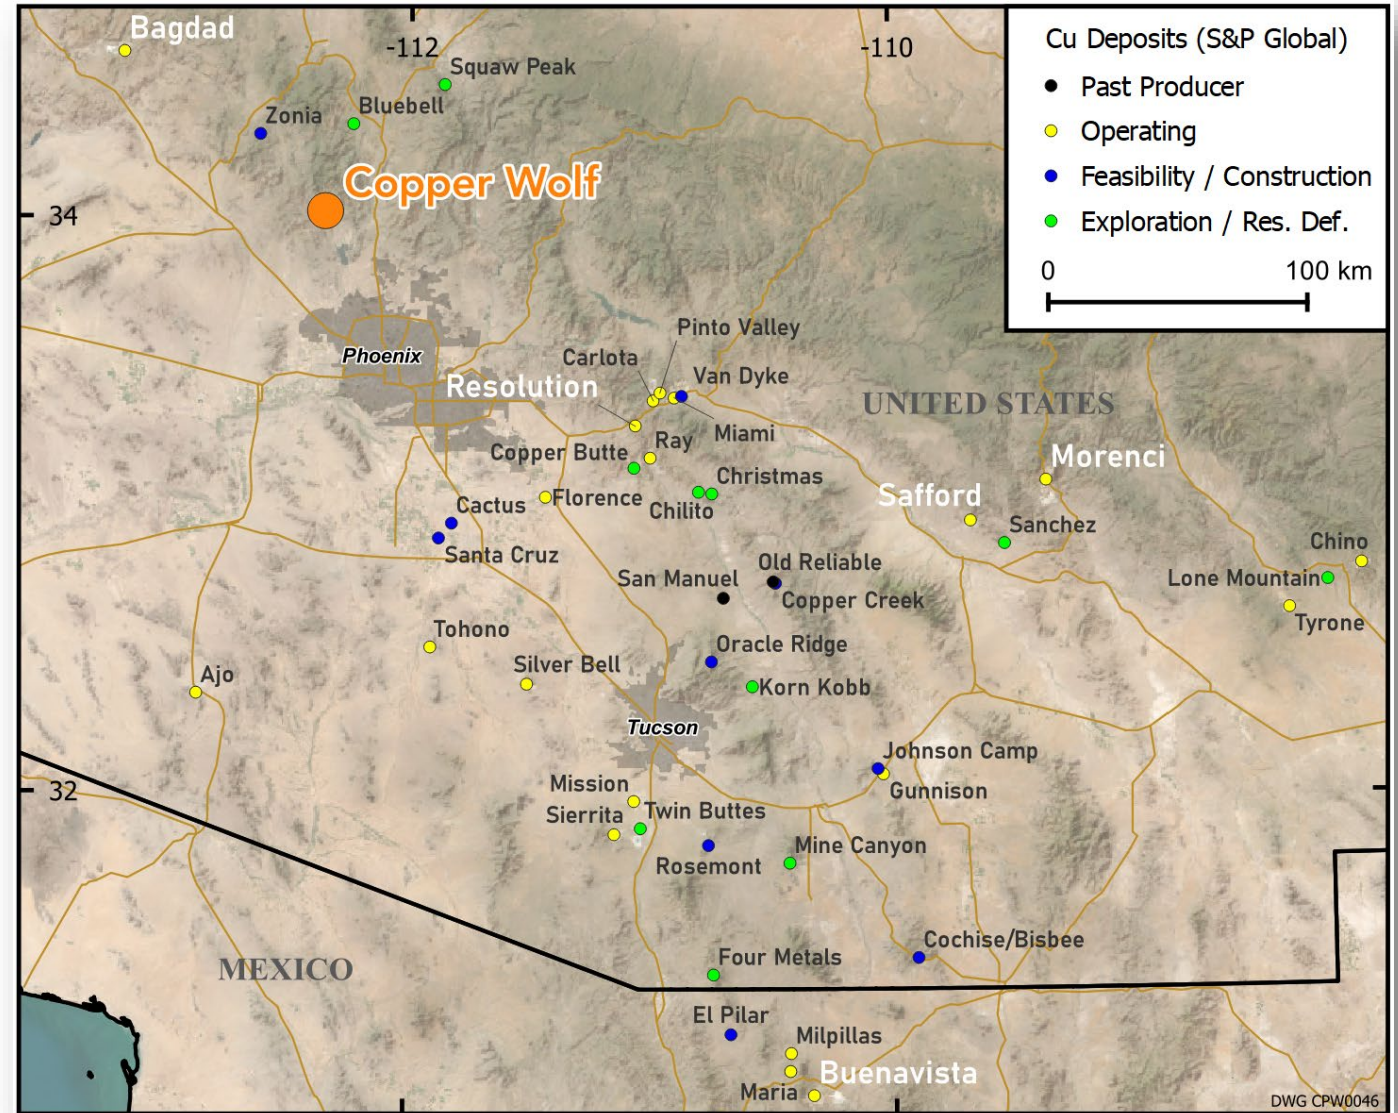 Bagdad
-112
-110
Squaw Peak
Zonia
Bluebell
Copper Wolf
34
Cu Deposits (S&P Global)
Past Producer
Operating
Feasibility / Construction
Exploration / Res. Def.
0
100 km
Pinto Valley
Phoenix
Carlota
Resolution
Van Dyke
UNITED STATES
Miami
Ray
Copper Butte
Morenci
Christmas
Safford
Florence
Cactus
Chilito
Sanchez
Santa Cruz
Chino
Old Reliable
San Manuel
Lone Mountain
Copper Creek
Tyrone
Tohono
Oracle Ridge
Silver Bell
Ajo
Korn Kobb
Tucson
Johnson Camp
32
Mission
Gunnison
Sierrita
Twin Buttes
Mine Canyon
Rosemont
Cochise/Bisbee
Four Metals
MEXICO
El Pilar
Milpillas
Buenavista
Maria
DWG CPW0046